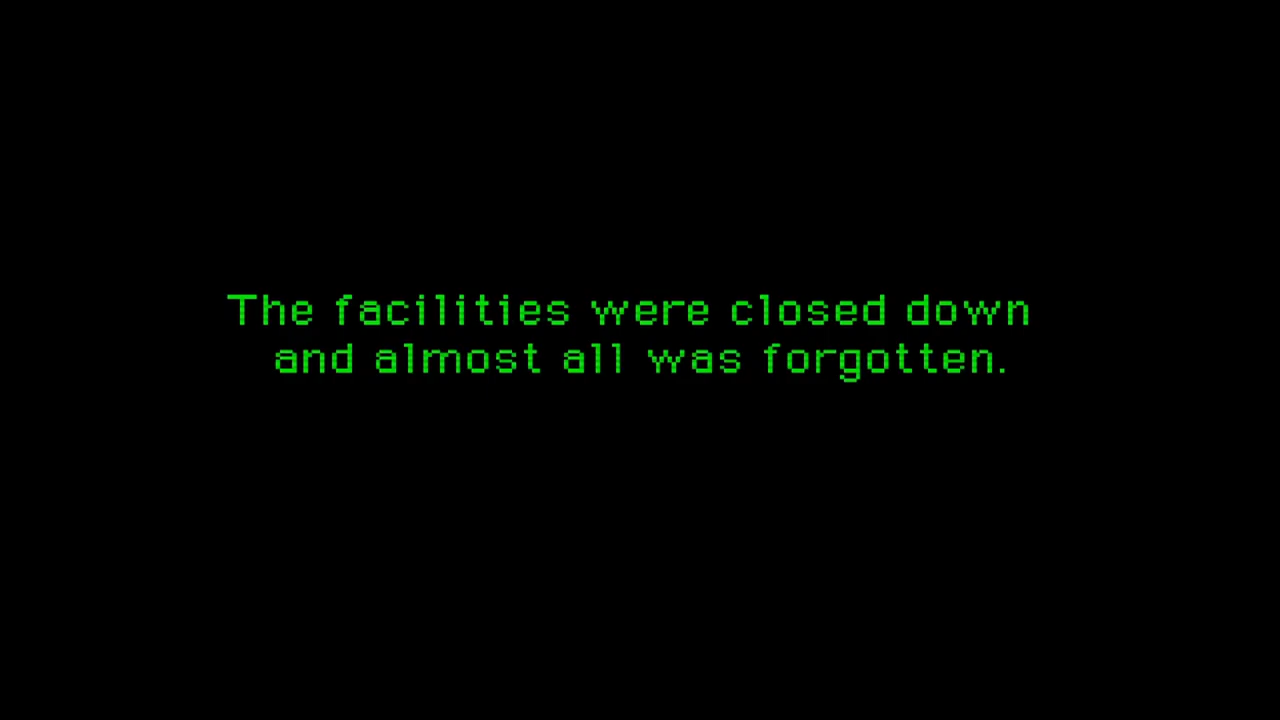 The facilities were closed down
and almost all was forgotten.